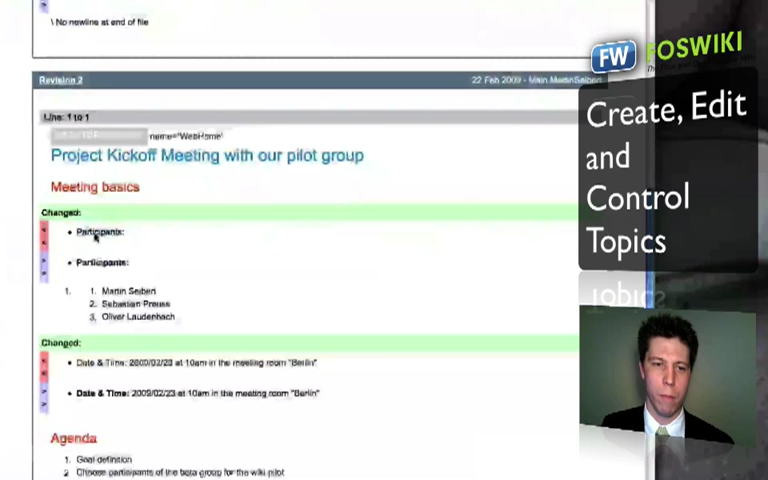 \ No newline at end of file
FW FOSWIKI
Revision 2
22 Feb 2009 - Main.MartinSeibert
Create, Edit
and
Control
Topics
Line: 1 to 1
name="WebHome"
Project Kickoff Meeting with our pilot group
Meeting basics
Changed:
<
<
• Participants:
>
>
• Participants:
1. 1. Martin Seibert
2. Sebastian Preuss
3. Oliver Laudenbach
Changed:
<
<
• Date & Time: 2009/02/23 at 10am in the meeting room "Berlin"
>
>
• Date & Time: 2009/02/23 at 10am in the meeting room "Berlin"
Agenda
1. Goal definition
2 Choose participants of the beta group for the wiki pilot